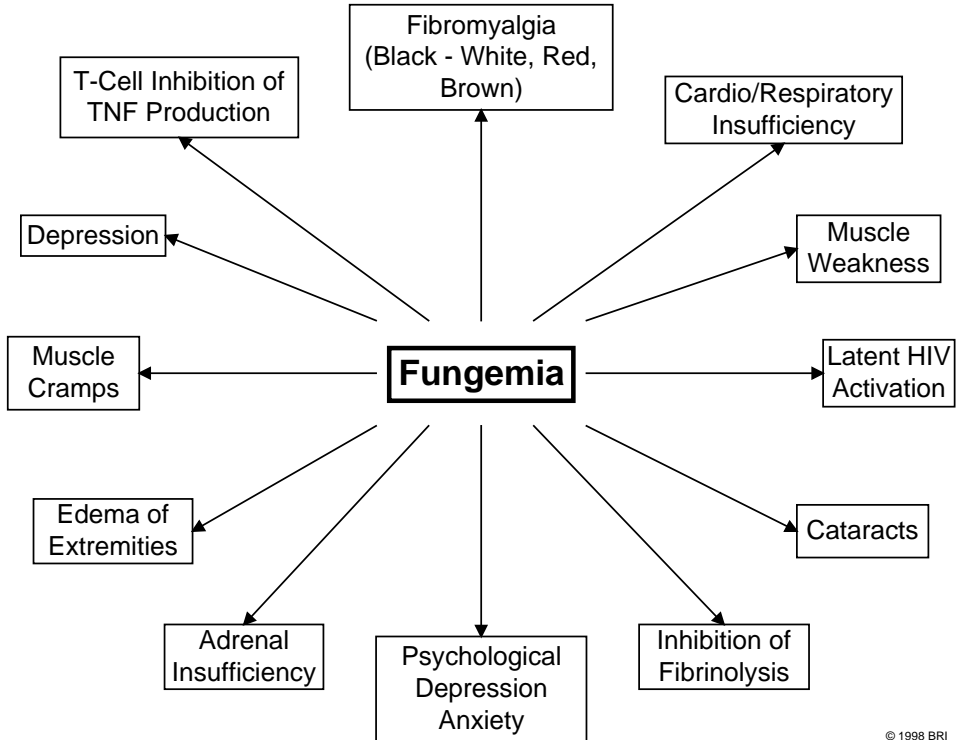 Fibromyalgia
(Black - White, Red,
Brown)
T-Cell Inhibition of
TNF Production
Cardio/Respiratory
Insufficiency
Depression
Muscle
Weakness
Muscle
Cramps
Fungemia
Latent HIV
Activation
Edema of
Extremities
Cataracts
Adrenal
Insufficiency
Psychological
Depression
Anxiety
Inhibition of
Fibrinolysis
© 1998 BRI